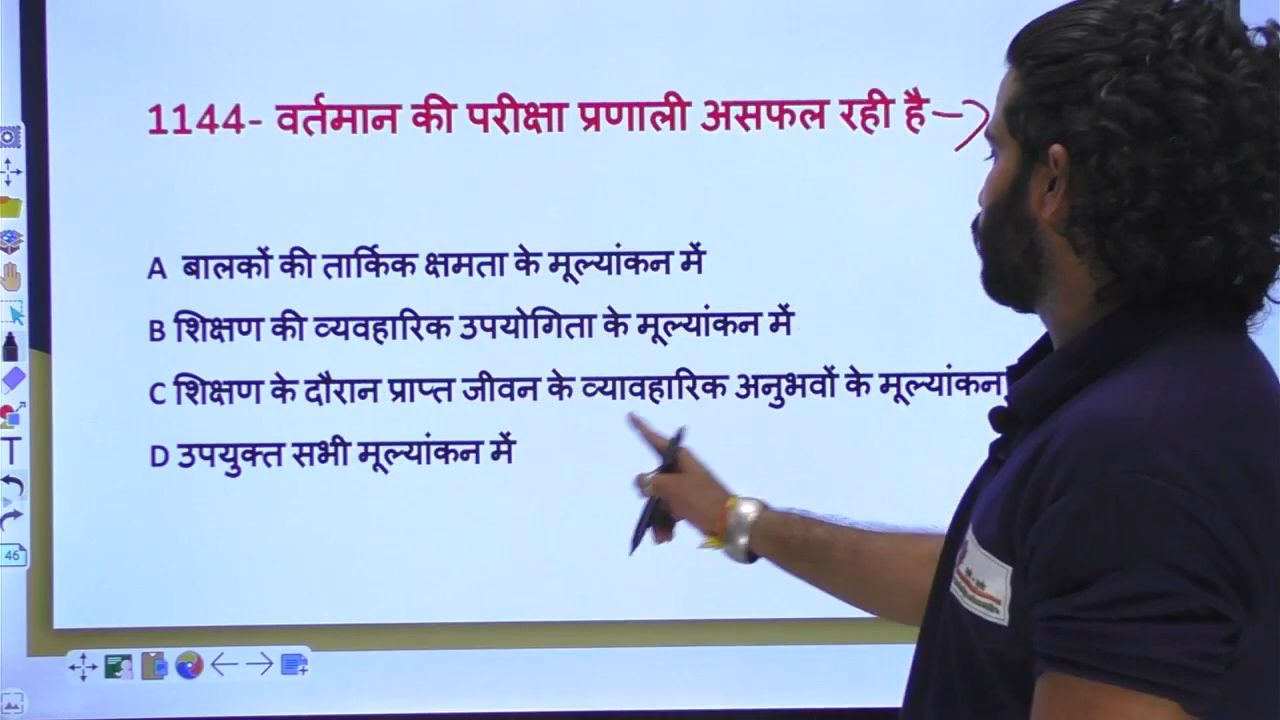 1144- वर्तमान की परीक्षा प्रणाली असफल रही है
A बालकों की तार्किक क्षमता के मूल्यांकन में
B शिक्षण की व्यवहारिक उपयोगिता के मूल्यांकन में
C शिक्षण के दौरान प्राप्त जीवन के व्यावहारिक अनुभवों के मूल्यांकन
D उपयुक्त सभी मूल्यांकन में
46